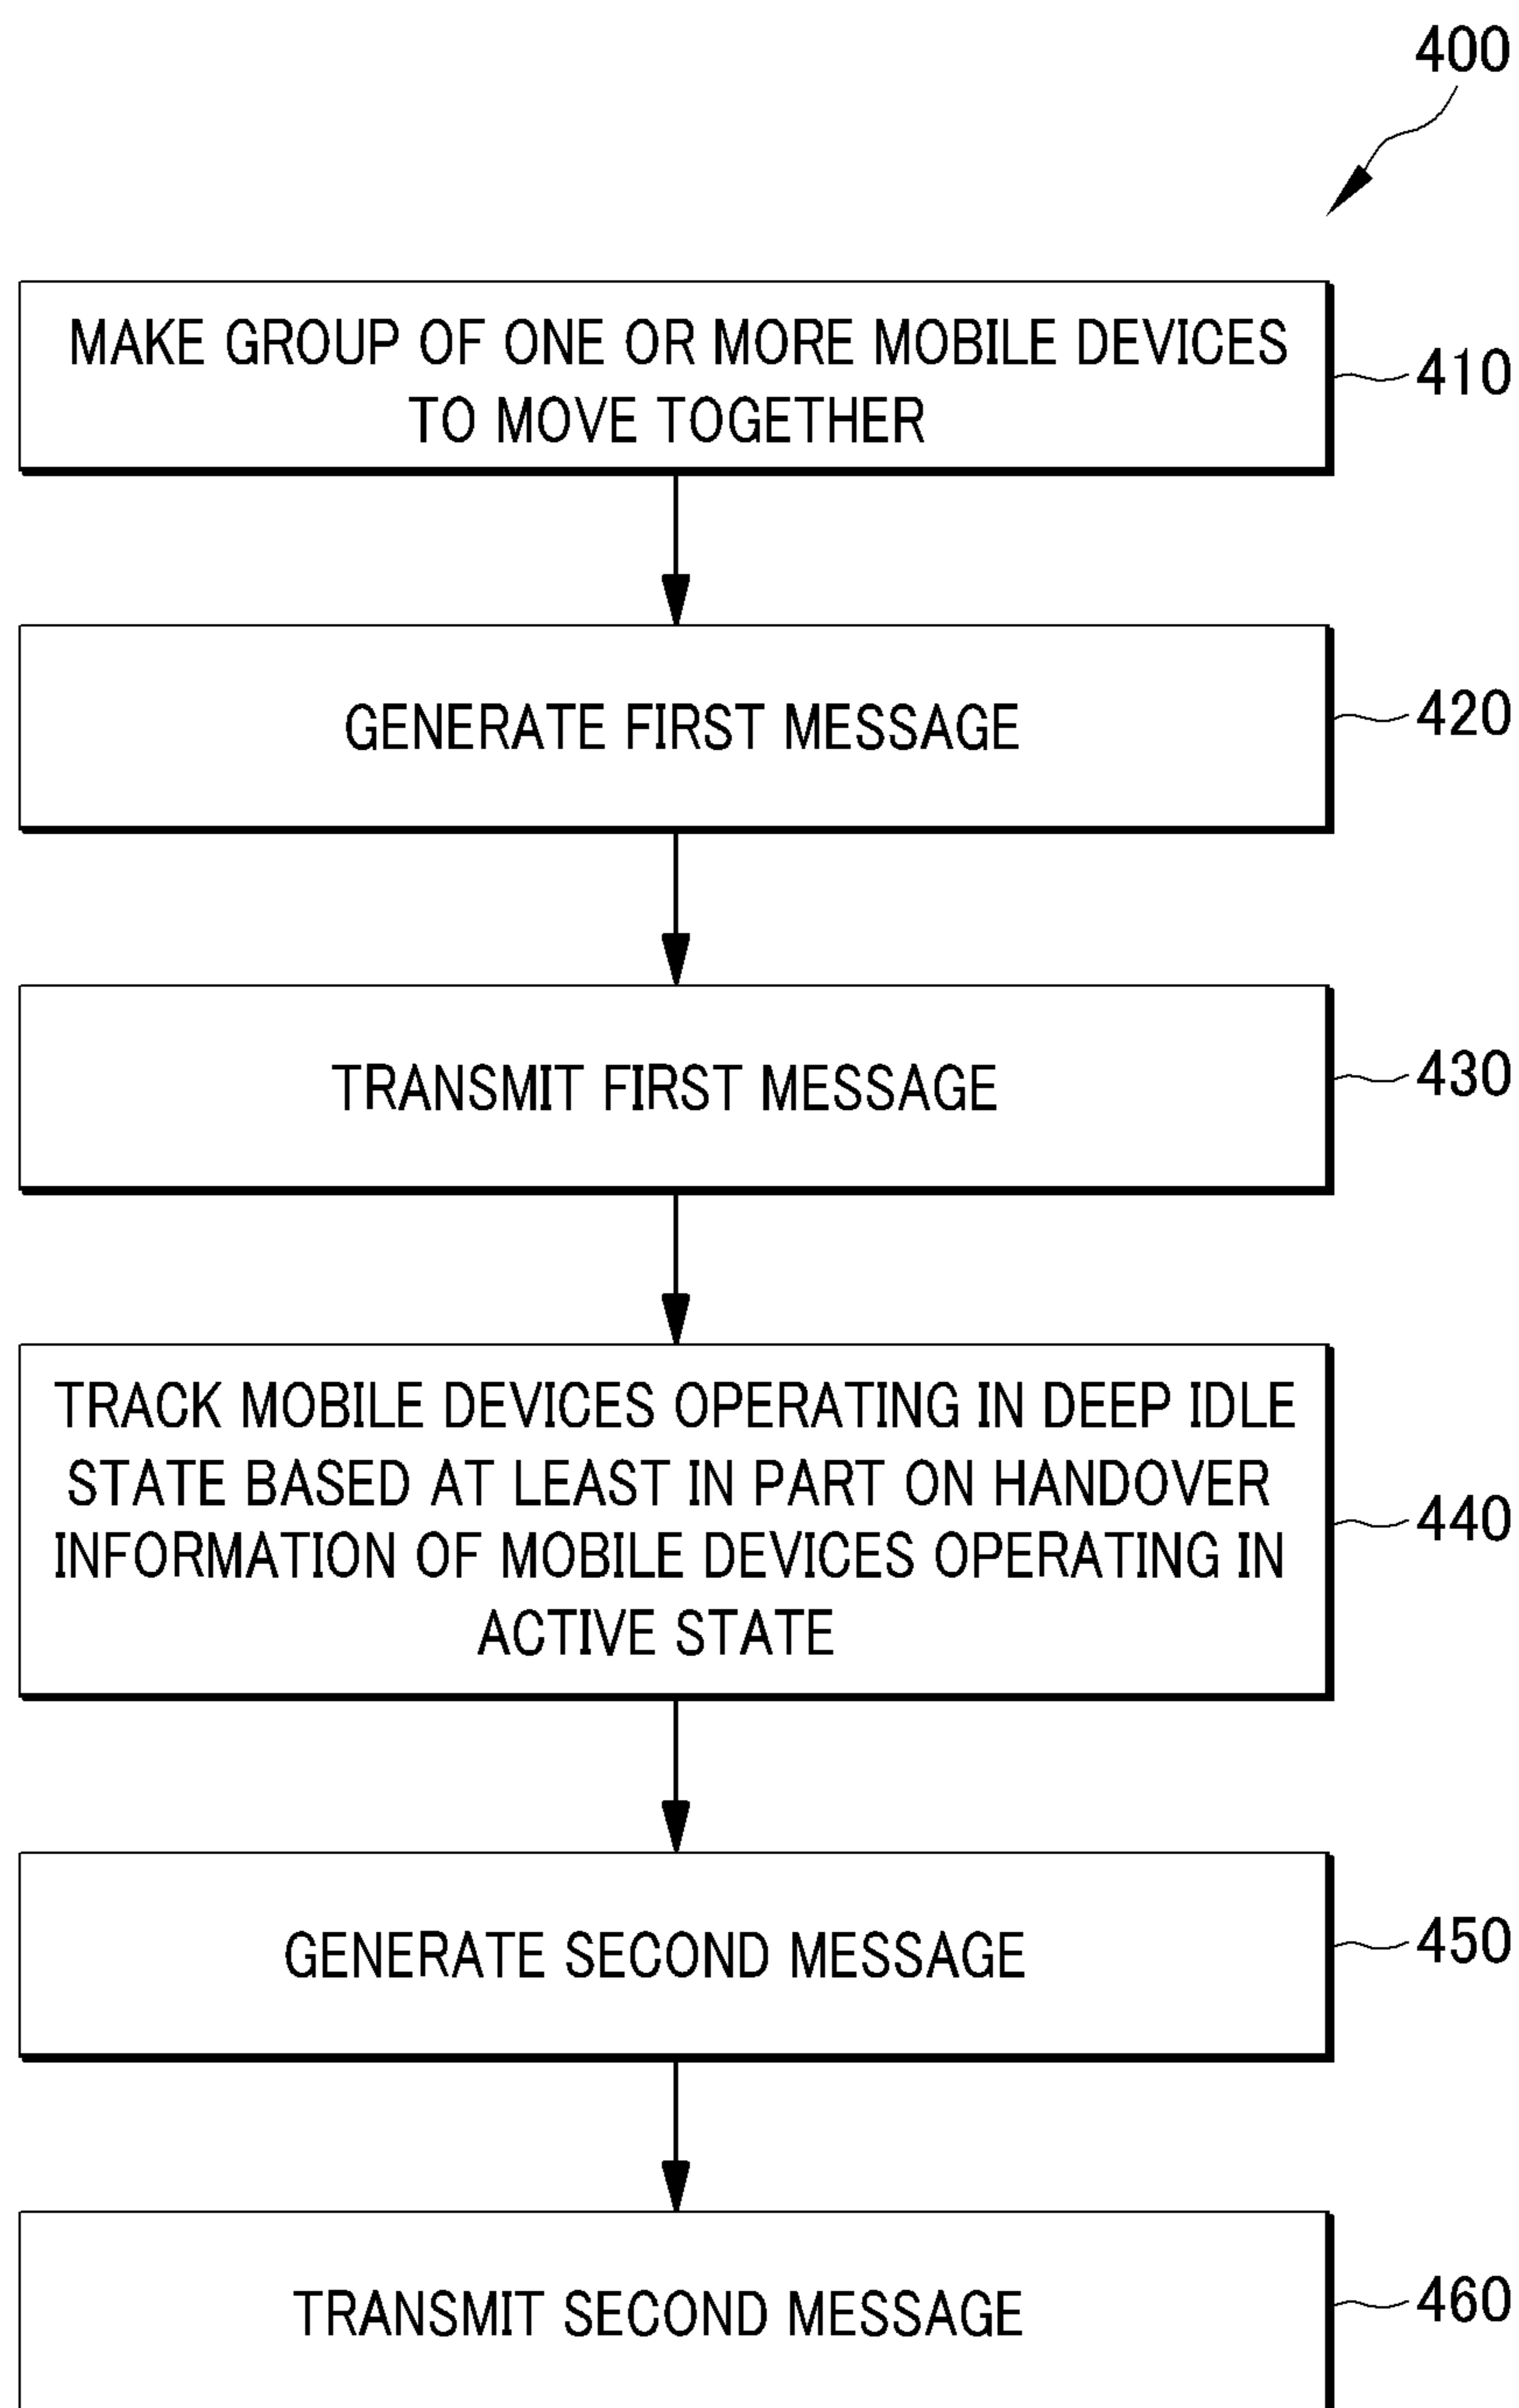 400
MAKE GROUP OF ONE OR MORE MOBILE DEVICES
TO MOVE TOGETHER
410
GENERATE FIRST MESSAGE
420
TRANSMIT FIRST MESSAGE
430
TRACK MOBILE DEVICES OPERATING IN DEEP IDLE
STATE BASED AT LEAST IN PART ON HANDOVER
INFORMATION OF MOBILE DEVICES OPERATING IN
ACTIVE STATE
440
GENERATE SECOND MESSAGE
450
TRANSMIT SECOND MESSAGE
460